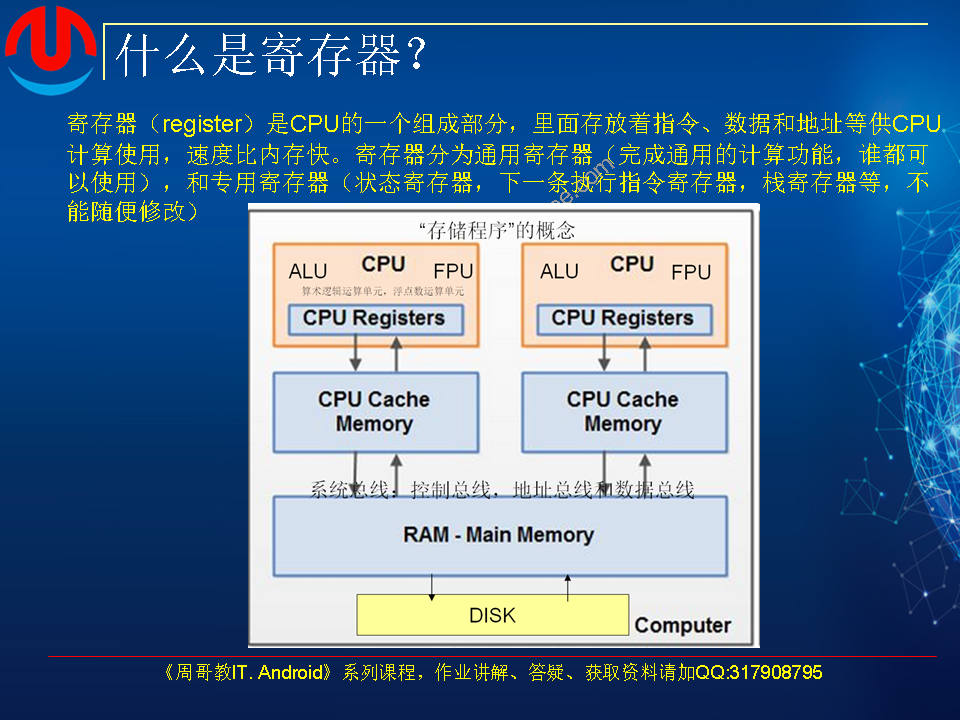 什么是寄存器？
寄存器（register）是CPU的一个组成部分，里面存放着指令、数据和地址等供CPU
计算使用，速度比内存快。寄存器分为通用寄存器（完成通用的计算功能，谁都可
以使用），和专用寄存器（状态寄存器，下一条执行指令寄存器，栈寄存器等，不
能随便修改）
“存储程序”的概念
ALU CPU FPU
算术逻辑运算单元，浮点数运算单元
CPU Registers
ALU CPU FPU
CPU Registers
CPU Cache
Memory
CPU Cache
Memory
系统总线：控制总线，地址总线和数据总线
RAM - Main Memory
DISK
Computer
《周哥教IT. Android》系列课程，作业讲解、答疑、获取资料请加QQ:317908795